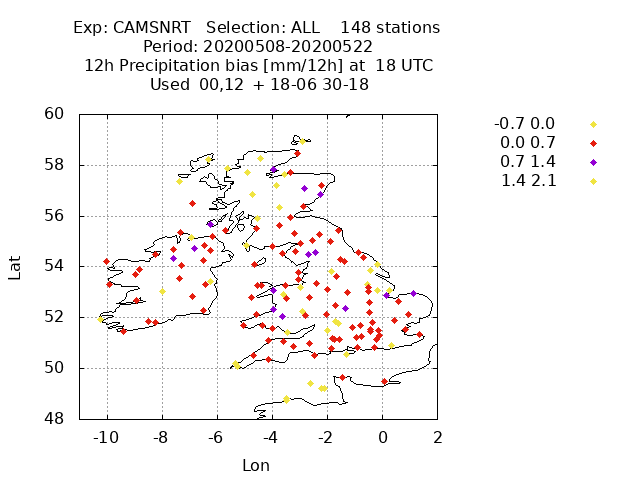 Exp: CAMSNRT Selection: ALL 148 stations
Period: 20200508-20200522
12h Precipitation bias [mm/12h] at 18 UTC
Used 00,12 + 18-06 30-18
-0.7 0.0
0.0 0.7
0.7 1.4
1.4 2.1
60
58
56
54
52
50
48
Lat
-10 -8 -6 -4 -2 0 2
Lon